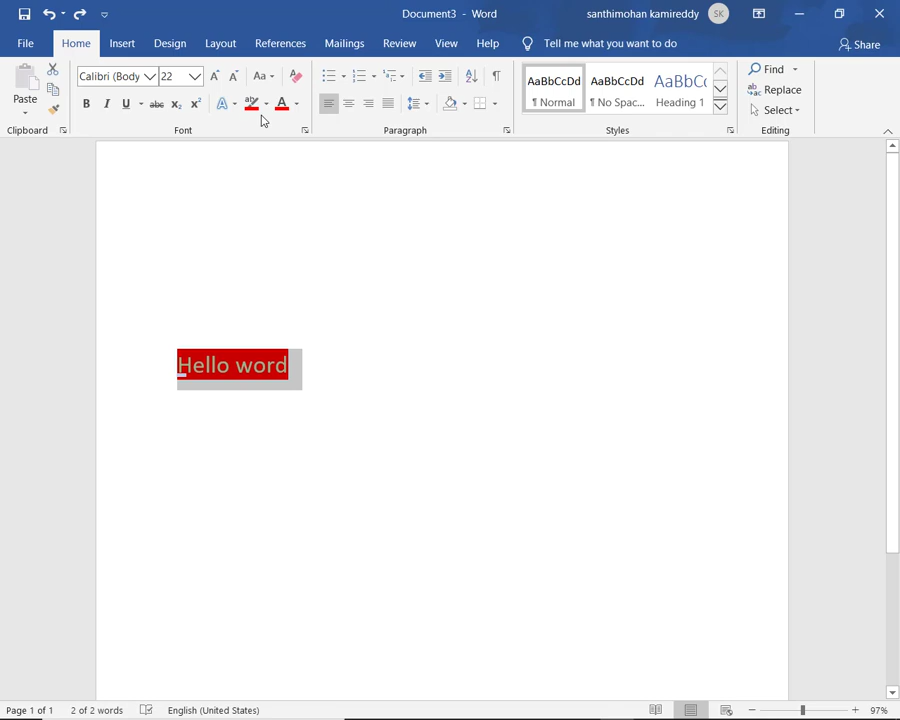 Document3 - Word
santhimohan kamireddy
SK
File
Home
Insert
Design
Layout
References
Mailings
Review
View
Help
Tell me what you want to do
Share
Paste
Clipboard
Calibri (Body
22
A
A
Aa
A
B
I
U
abc
x₂
x²
A
ab
A
Font
Paragraph
AaBbCcDd
¶ Normal
AaBbCcDd
¶ No Spac...
AaBbCc
Heading 1
Styles
Find
Replace
Select
Editing
Hello word
Page 1 of 1
2 of 2 words
English (United States)
97%